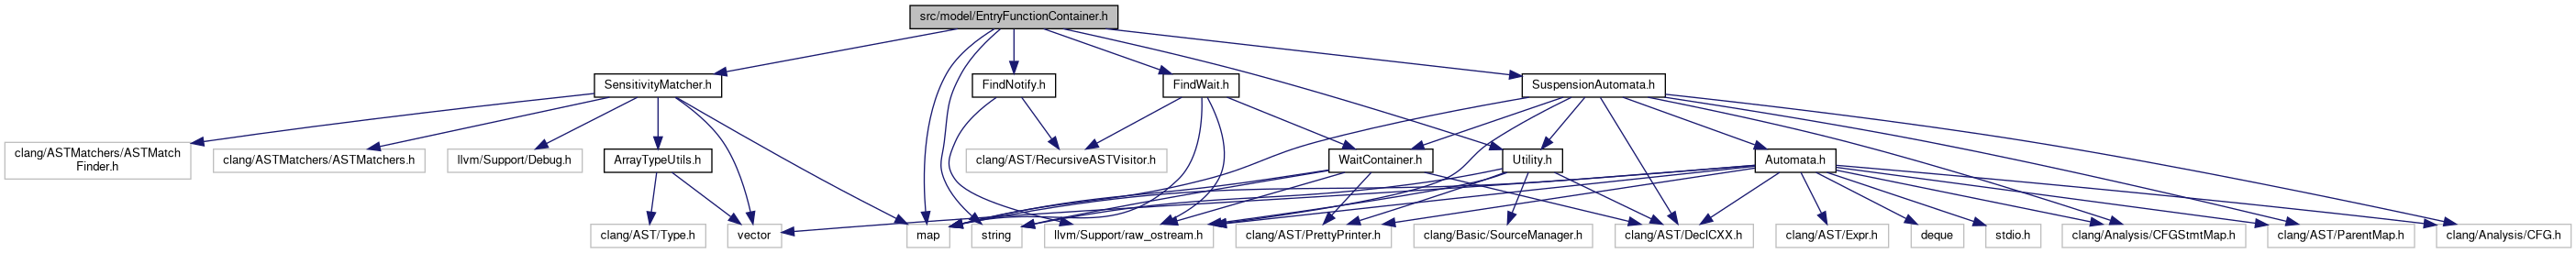 src/model/EntryFunctionContainer.h
SensitivityMatcher.h
FindNotify.h
FindWait.h
SuspensionAutomata.h
clang/ASTMatchers/ASTMatch
Finder.h
clang/ASTMatchers/ASTMatchers.h
llvm/Support/Debug.h
ArrayTypeUtils.h
clang/AST/RecursiveASTVisitor.h
WaitContainer.h
Utility.h
Automata.h
clang/AST/Type.h
vector
map
string
llvm/Support/raw_ostream.h
clang/AST/PrettyPrinter.h
clang/Basic/SourceManager.h
clang/AST/DeclCXX.h
clang/AST/Expr.h
deque
stdio.h
clang/Analysis/CFGStmtMap.h
clang/AST/ParentMap.h
clang/Analysis/CFG.h